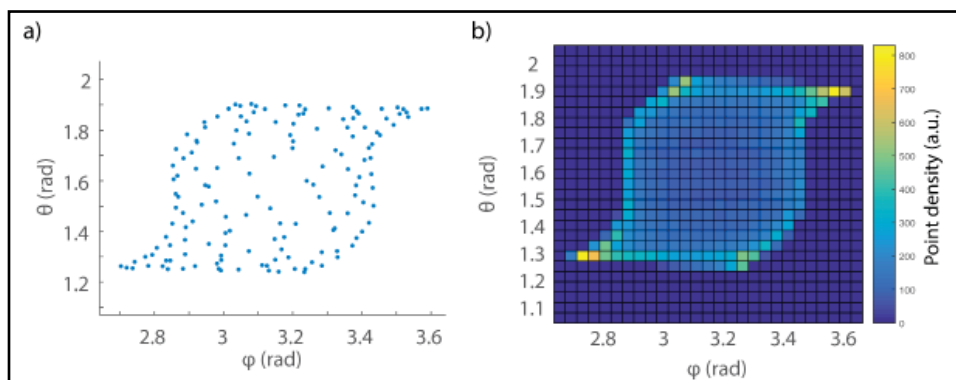 a)
θ (rad)
2
1.8
1.6
1.4
1.2
2.8 3 3.2 3.4 3.6
φ (rad)
b)
θ (rad)
2
1.9
1.8
1.7
1.6
1.5
1.4
1.3
1.2
1.1
2.8 3 3.2 3.4 3.6
φ (rad)
800
700
600
500
400
300
200
100
0
Point density (a.u.)